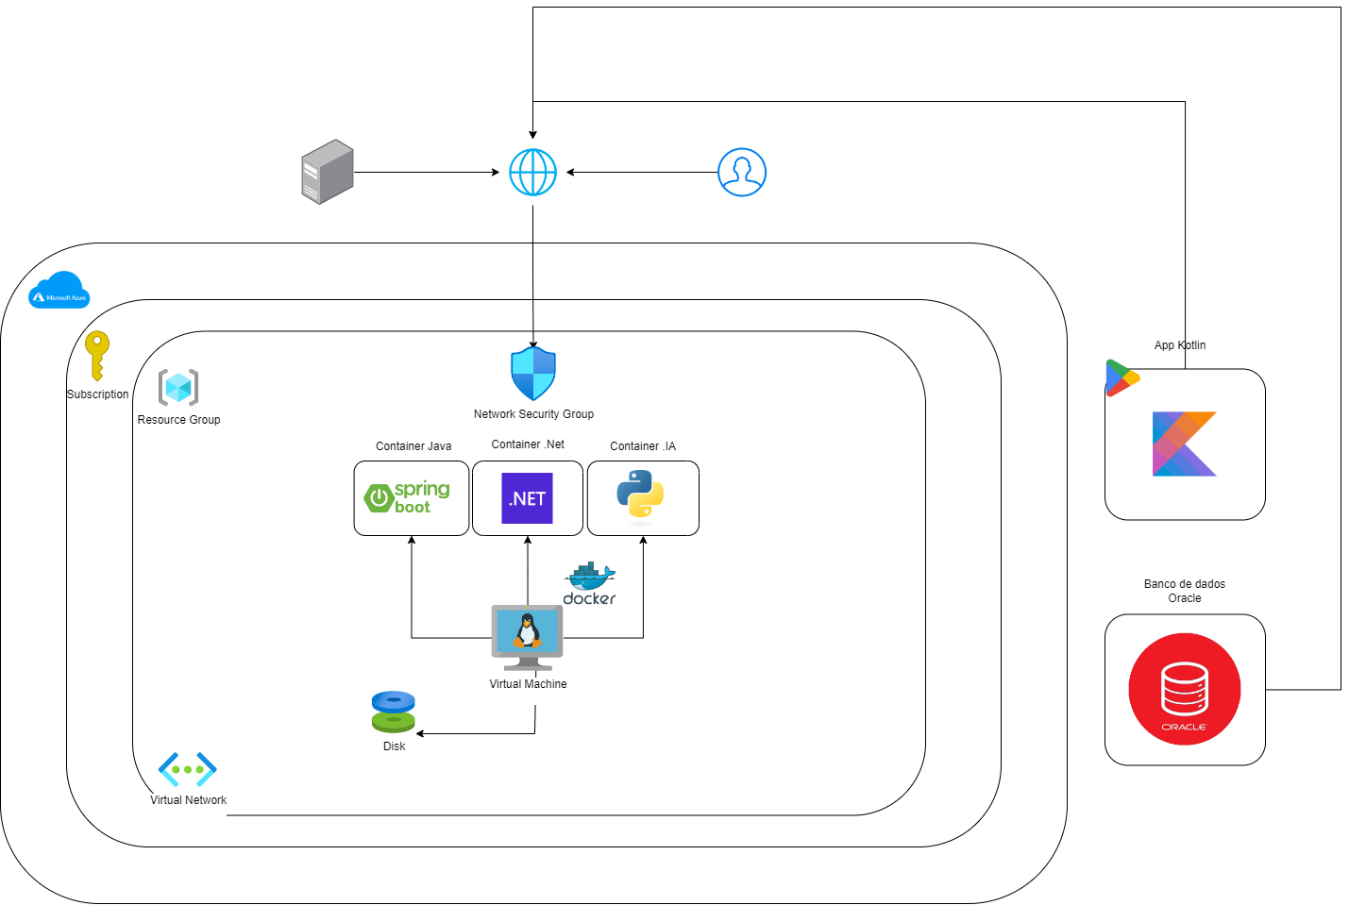 Microsoft Azure
Subscription
Resource Group
Network Security Group
Container Java
Container .Net
Container .IA
spring
boot
.NET
docker
Virtual Machine
Disk
Virtual Network
App Kotlin
Banco de dados
Oracle
ORACLE